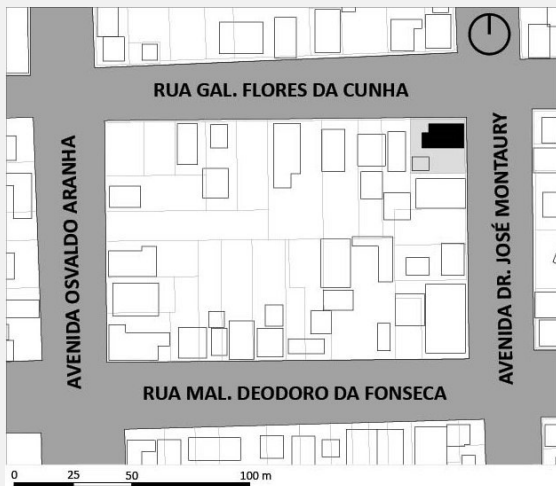 RUA GAL. FLORES DA CUNHA
AVENIDA OSVALDO ARANHA
AVENIDA DR. JOSÉ MONTAURY
RUA MAL. DEODORO DA FONSECA
0 25 50 100 m